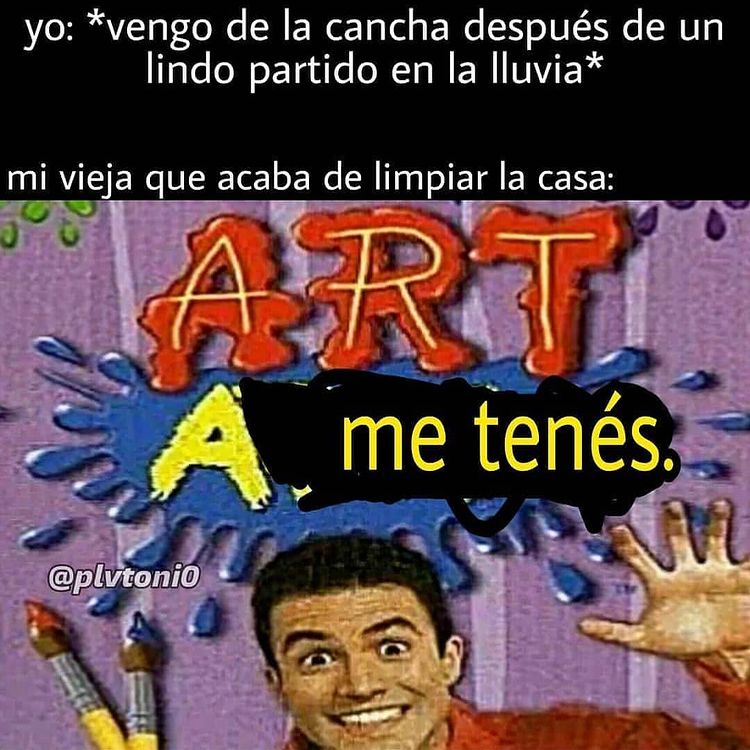 yo: *vengo de la cancha después de un
lindo partido en la lluvia*
mi vieja que acaba de limpiar la casa:
ART
A me tenés.
@plvtoni0